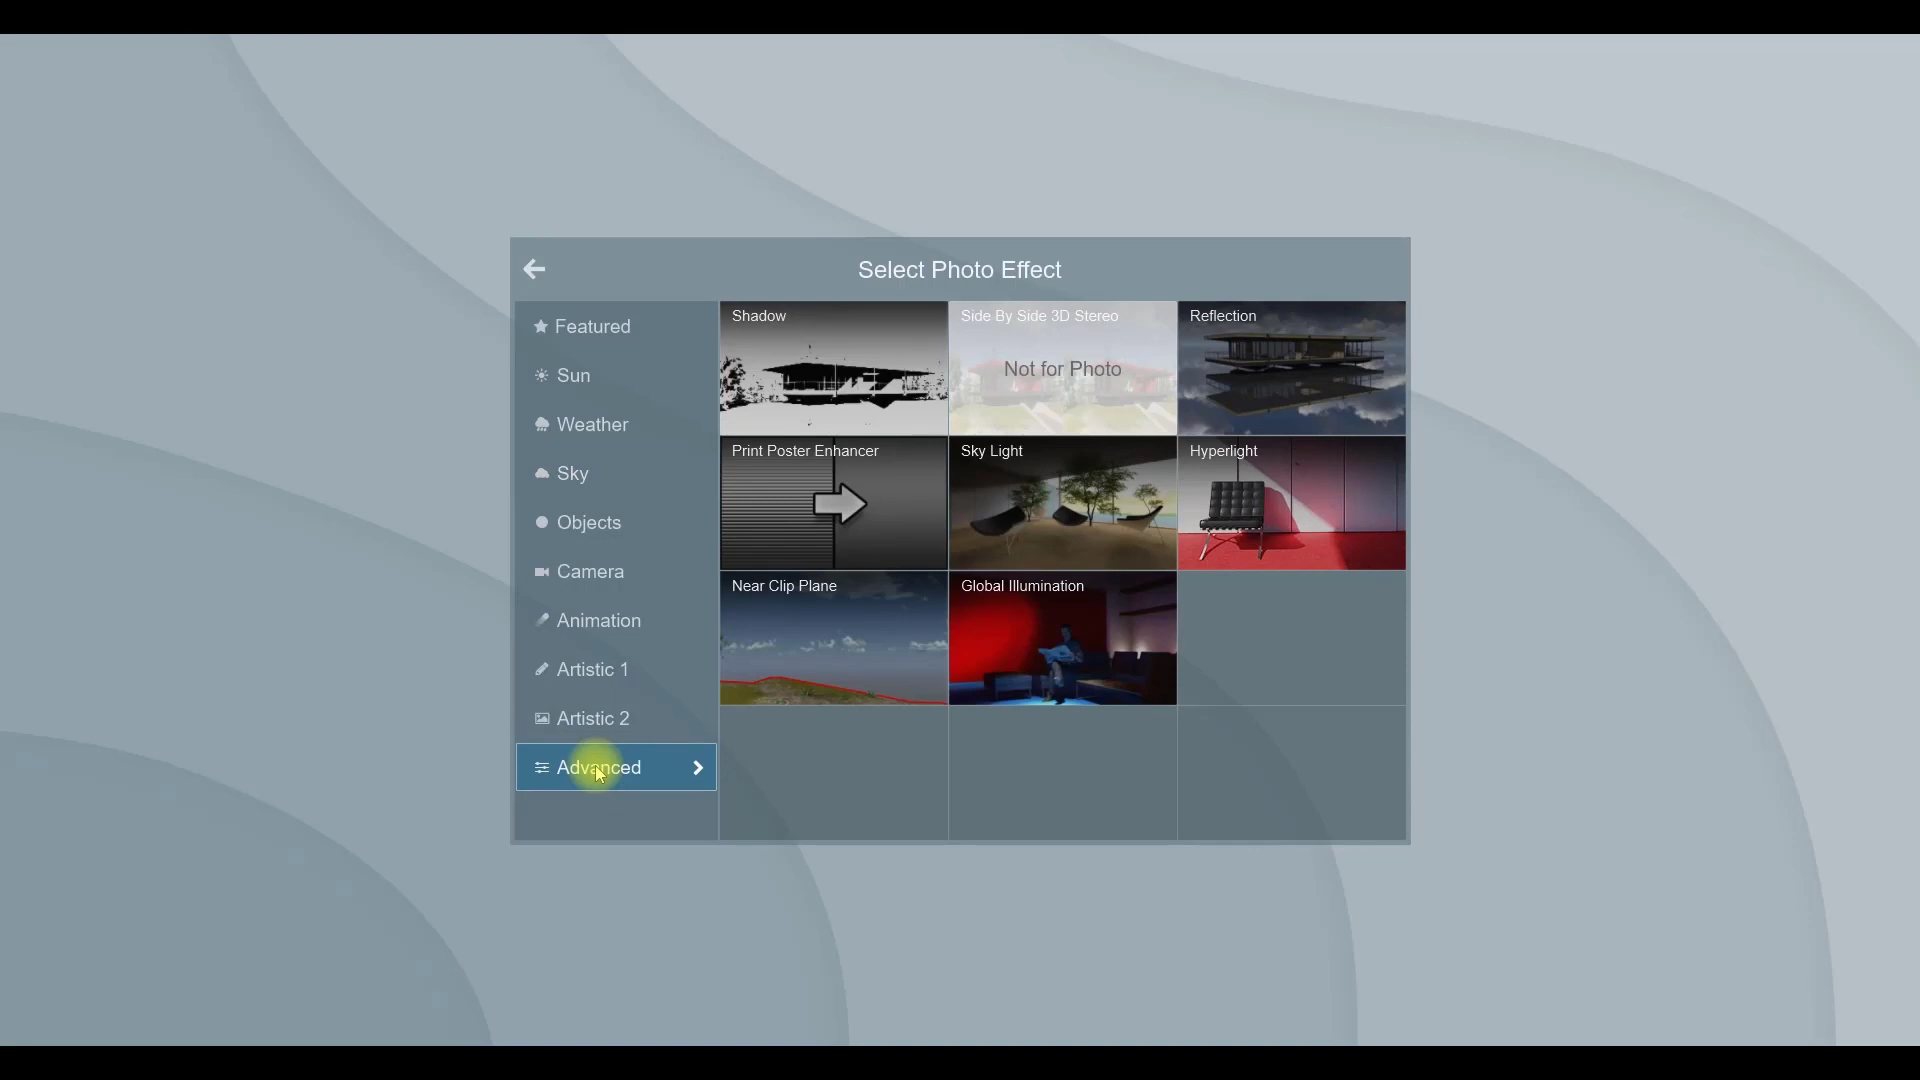 Select Photo Effect
Featured
Sun
Weather
Sky
Objects
Camera
Animation
Artistic 1
Artistic 2
Advanced
Shadow
Side By Side 3D Stereo
Not for Photo
Reflection
Print Poster Enhancer
Sky Light
Hyperlight
Near Clip Plane
Global Illumination